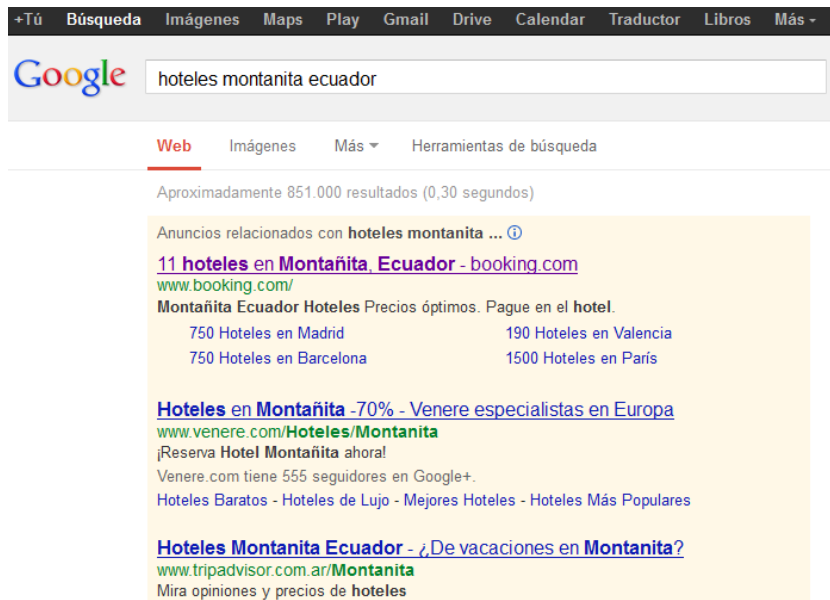 +Tú Búsqueda Imágenes Maps Play Gmail Drive Calendar Traductor Libros Más
Google hoteles montanita ecuador
Web Imágenes Más Herramientas de búsqueda
Aproximadamente 851.000 resultados (0,30 segundos)
Anuncios relacionados con hoteles montanita ...
11 hoteles en Montañita, Ecuador - booking.com
www.booking.com/
Montañita Ecuador Hoteles Precios óptimos. Pague en el hotel.
750 Hoteles en Madrid 190 Hoteles en Valencia
750 Hoteles en Barcelona 1500 Hoteles en París
Hoteles en Montañita -70% - Venere especialistas en Europa
www.venere.com/Hoteles/Montanita
¡Reserva Hotel Montañita ahora!
Venere.com tiene 555 seguidores en Google+.
Hoteles Baratos - Hoteles de Lujo - Mejores Hoteles - Hoteles Más Populares
Hoteles Montanita Ecuador - ¿De vacaciones en Montanita?
www.tripadvisor.com.ar/Montanita
Mira opiniones y precios de hoteles